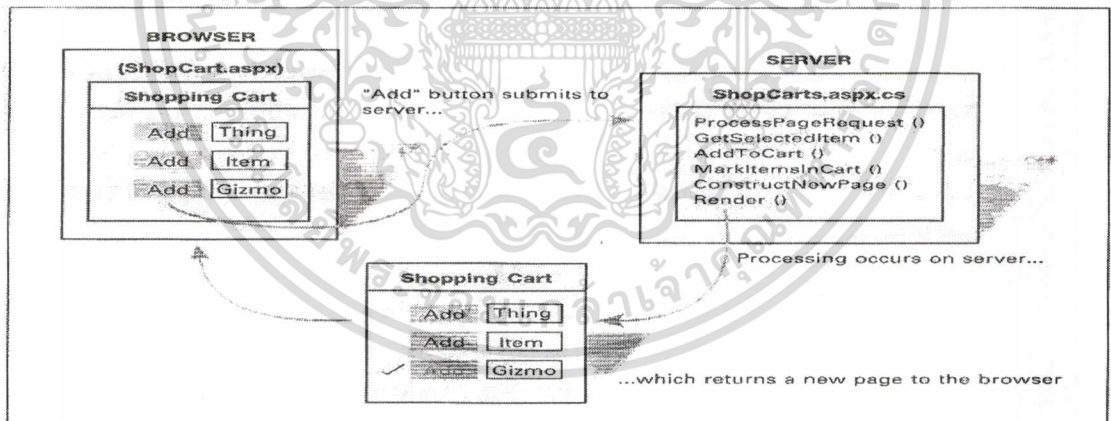 BROWSER
(ShopCart.aspx)
Shopping Cart
Add Thing
Add Item
Add Gizmo
"Add" button submits to
server...
SERVER
ShopCarts.aspx.cs
ProcessPageRequest ()
GetSelectedItem ()
AddToCart ()
MarkItemsInCart ()
ConstructNewPage ()
Render ()
Processing occurs on server...
Shopping Cart
Add Thing
Add Item
Add Gizmo
...which returns a new page to the browser